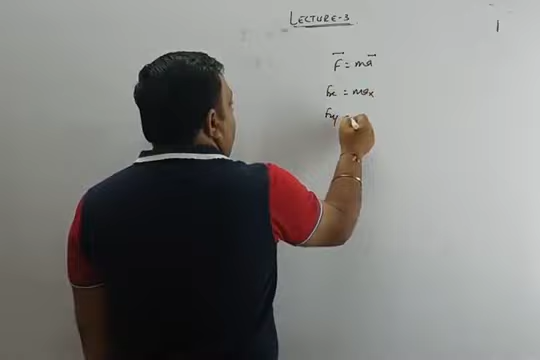 LECTURE-3
F = ma
Fx = max
Fy =